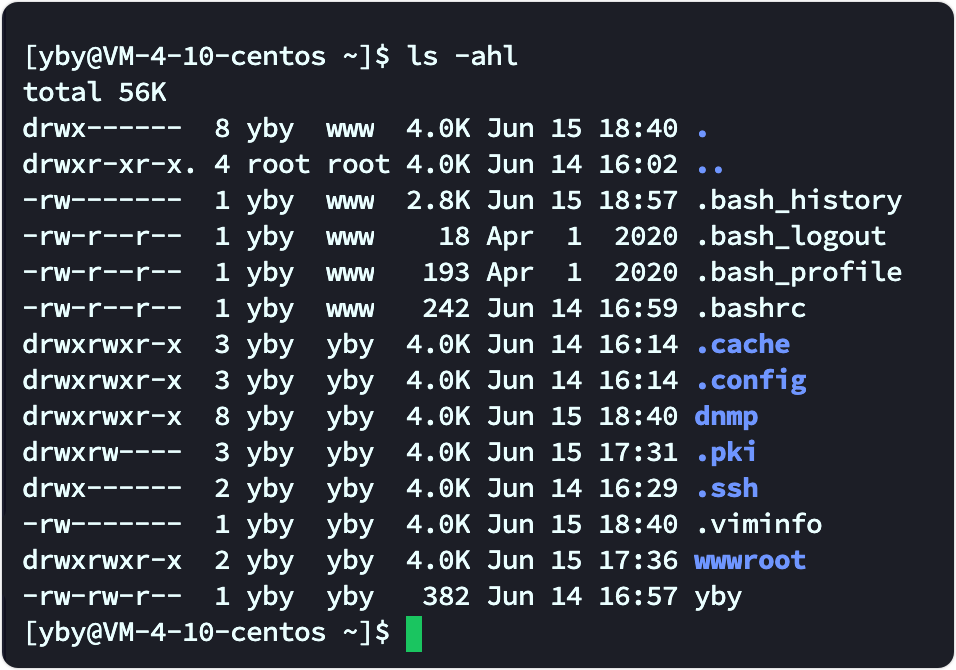 [yby@VM-4-10-centos ~]$ ls -ahl
total 56K
drwx------  8 yby  www  4.0K Jun 15 18:40 .
drwxr-xr-x. 4 root root 4.0K Jun 14 16:02 ..
-rw-------  1 yby  www  2.8K Jun 15 18:57 .bash_history
-rw-r--r--  1 yby  www    18 Apr  1  2020 .bash_logout
-rw-r--r--  1 yby  www   193 Apr  1  2020 .bash_profile
-rw-r--r--  1 yby  www   242 Jun 14 16:59 .bashrc
drwxrwxr-x  3 yby  yby  4.0K Jun 14 16:14 .cache
drwxrwxr-x  3 yby  yby  4.0K Jun 14 16:14 .config
drwxrwxr-x  8 yby  yby  4.0K Jun 15 18:40 dnmp
drwxrw----  3 yby  yby  4.0K Jun 15 17:31 .pki
drwx------  2 yby  yby  4.0K Jun 14 16:29 .ssh
-rw-------  1 yby  yby  4.0K Jun 15 18:40 .viminfo
drwxrwxr-x  2 yby  yby  4.0K Jun 15 17:36 wwwroot
-rw-rw-r--  1 yby  yby   382 Jun 14 16:57 yby
[yby@VM-4-10-centos ~]$